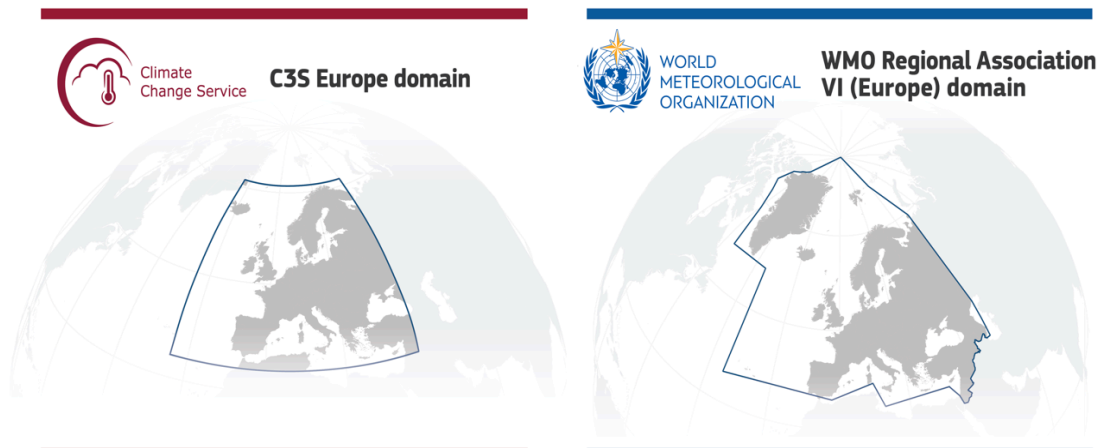 Climate
Change Service
C3S Europe domain
WORLD
METEOROLOGICAL
ORGANIZATION
WMO Regional Association
VI (Europe) domain